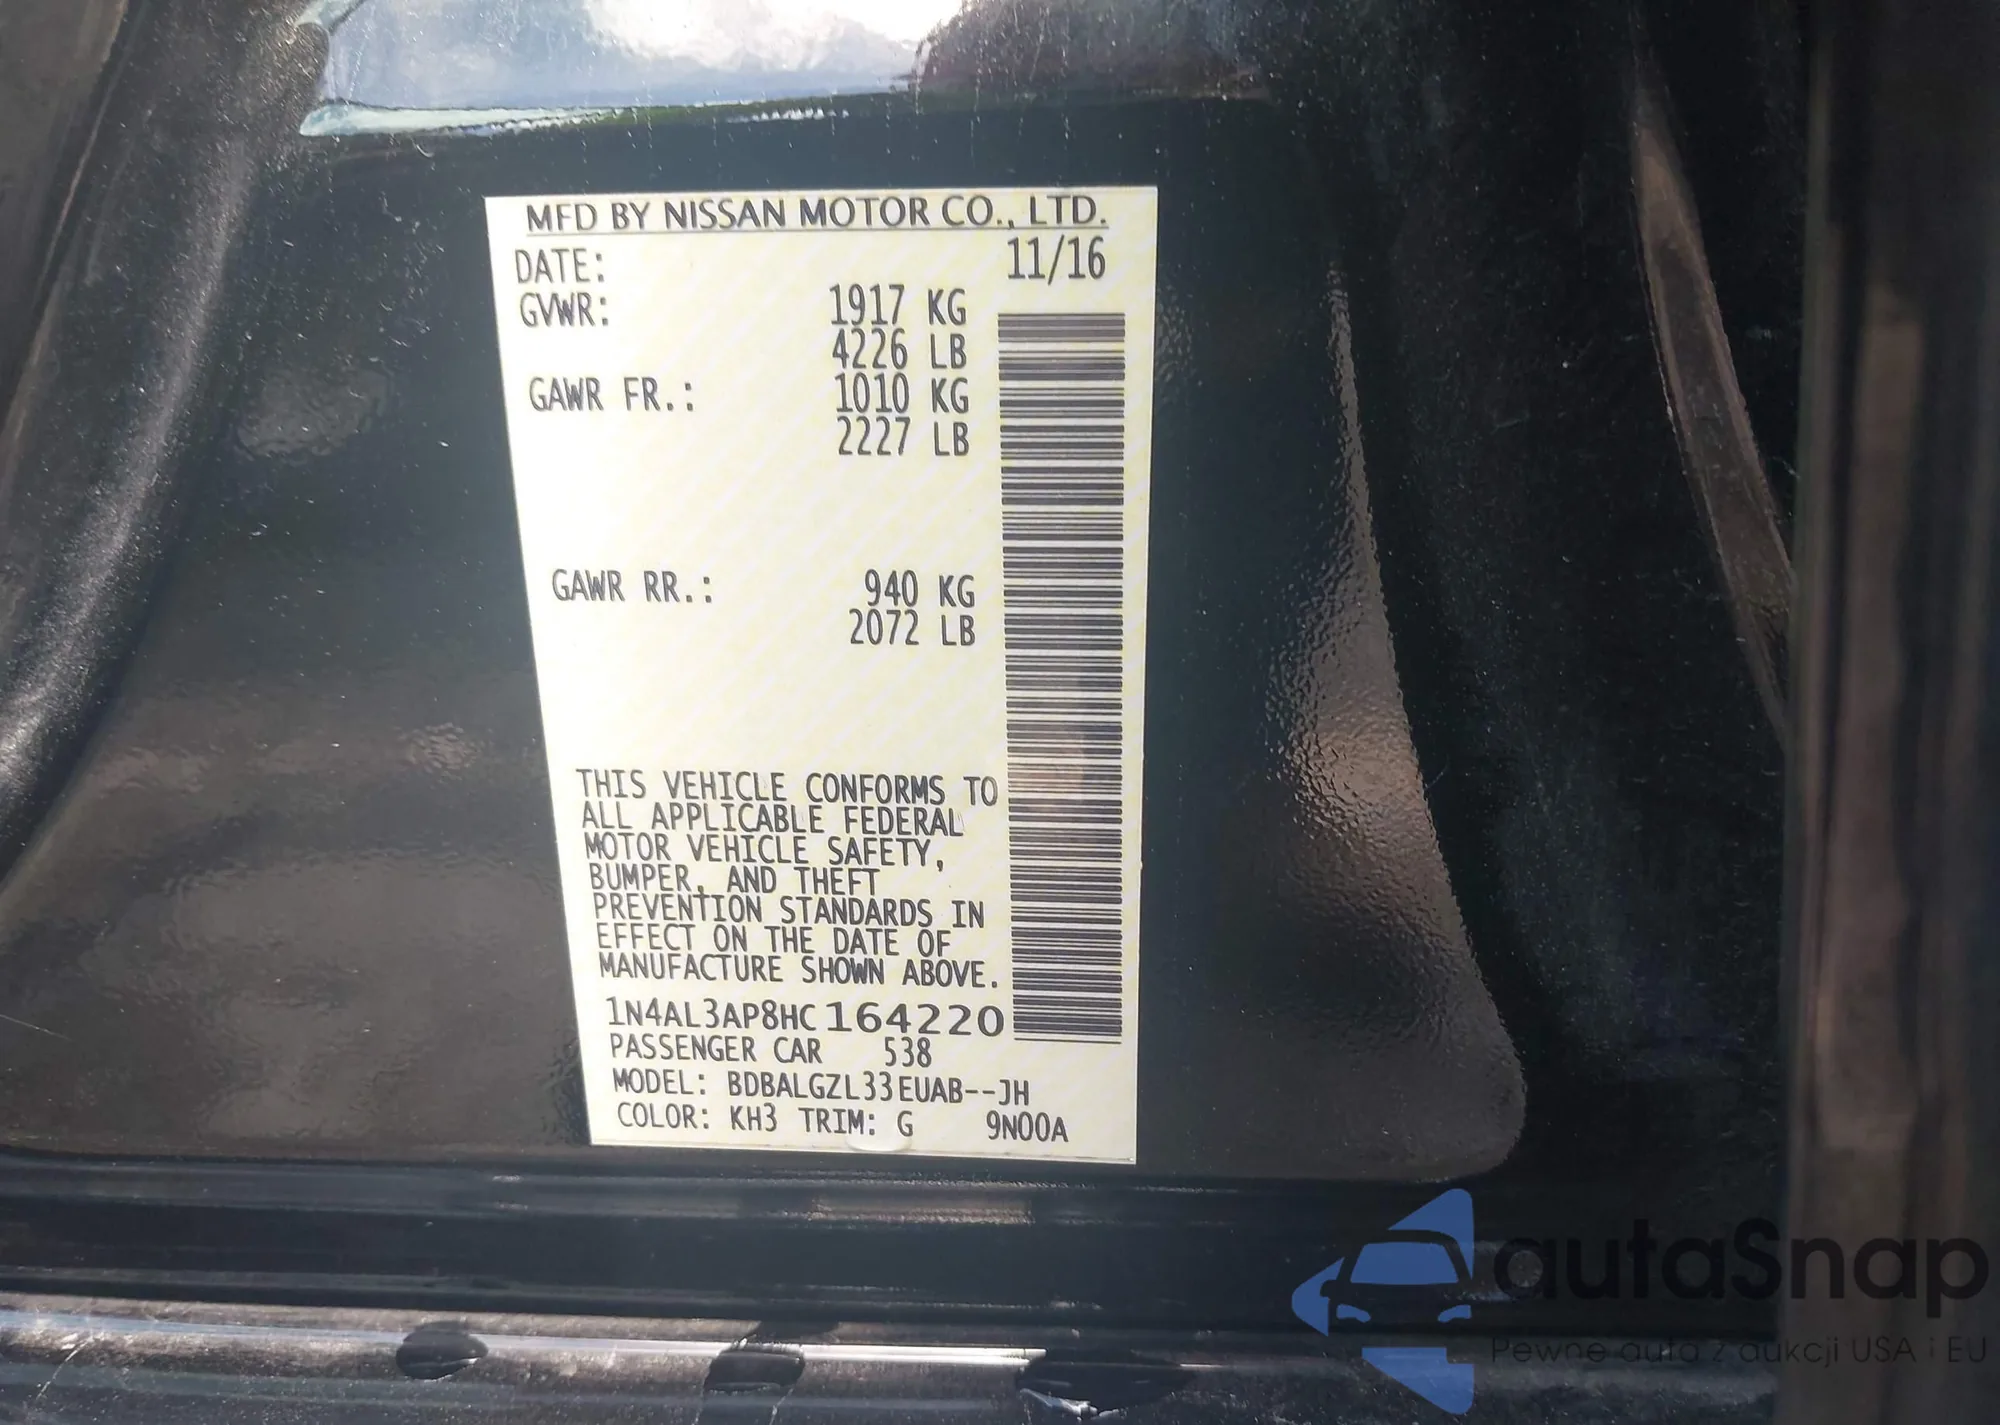 MFD BY NISSAN MOTOR CO., LTD.
DATE: 11/16
GVWR: 1917 KG
4226 LB
GAWR FR.: 1010 KG
2227 LB
GAWR RR.: 940 KG
2072 LB
THIS VEHICLE CONFORMS TO
ALL APPLICABLE FEDERAL
MOTOR VEHICLE SAFETY,
BUMPER, AND THEFT
PREVENTION STANDARDS IN
EFFECT ON THE DATE OF
MANUFACTURE SHOWN ABOVE.
1N4AL3AP8HC164220
PASSENGER CAR 538
MODEL: BDBALGZL33EUAB--JH
COLOR: KH3 TRIM: G 9N00A
autaSnap
Pewne auta z aukcji USA i EU